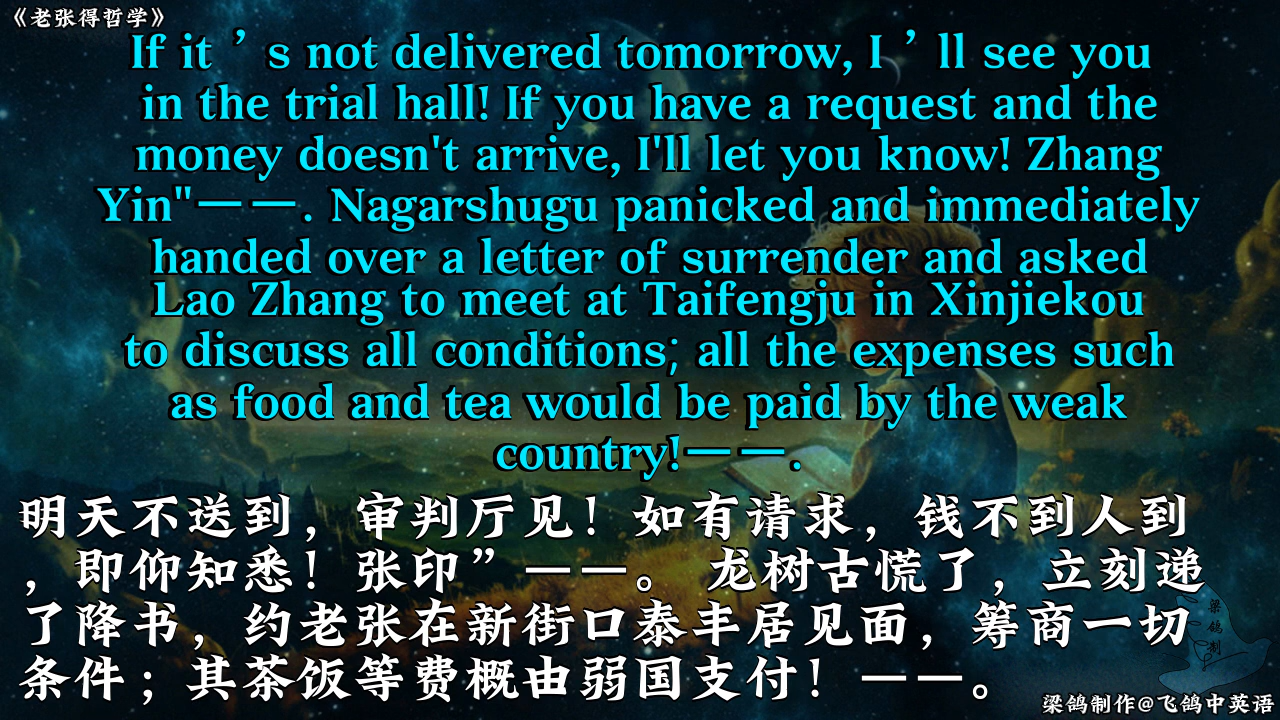 《老张得哲学》
If it ’ s not delivered tomorrow, I ’ ll see you
in the trial hall! If you have a request and the
money doesn't arrive, I'll let you know! Zhang
Yin"——. Nagarshugu panicked and immediately
handed over a letter of surrender and asked
Lao Zhang to meet at Taifengju in Xinjiekou
to discuss all conditions; all the expenses such
as food and tea would be paid by the weak
country!——.
明天不送到，审判厅见！如有请求，钱不到人到
，即仰知悉！张印”——。 龙树古慌了，立刻递
了降书，约老张在新街口泰丰居见面，筹商一切
条件；其茶饭等费概由弱国支付！——。
梁
鸽
制
梁鸽制作@飞鸽中英语